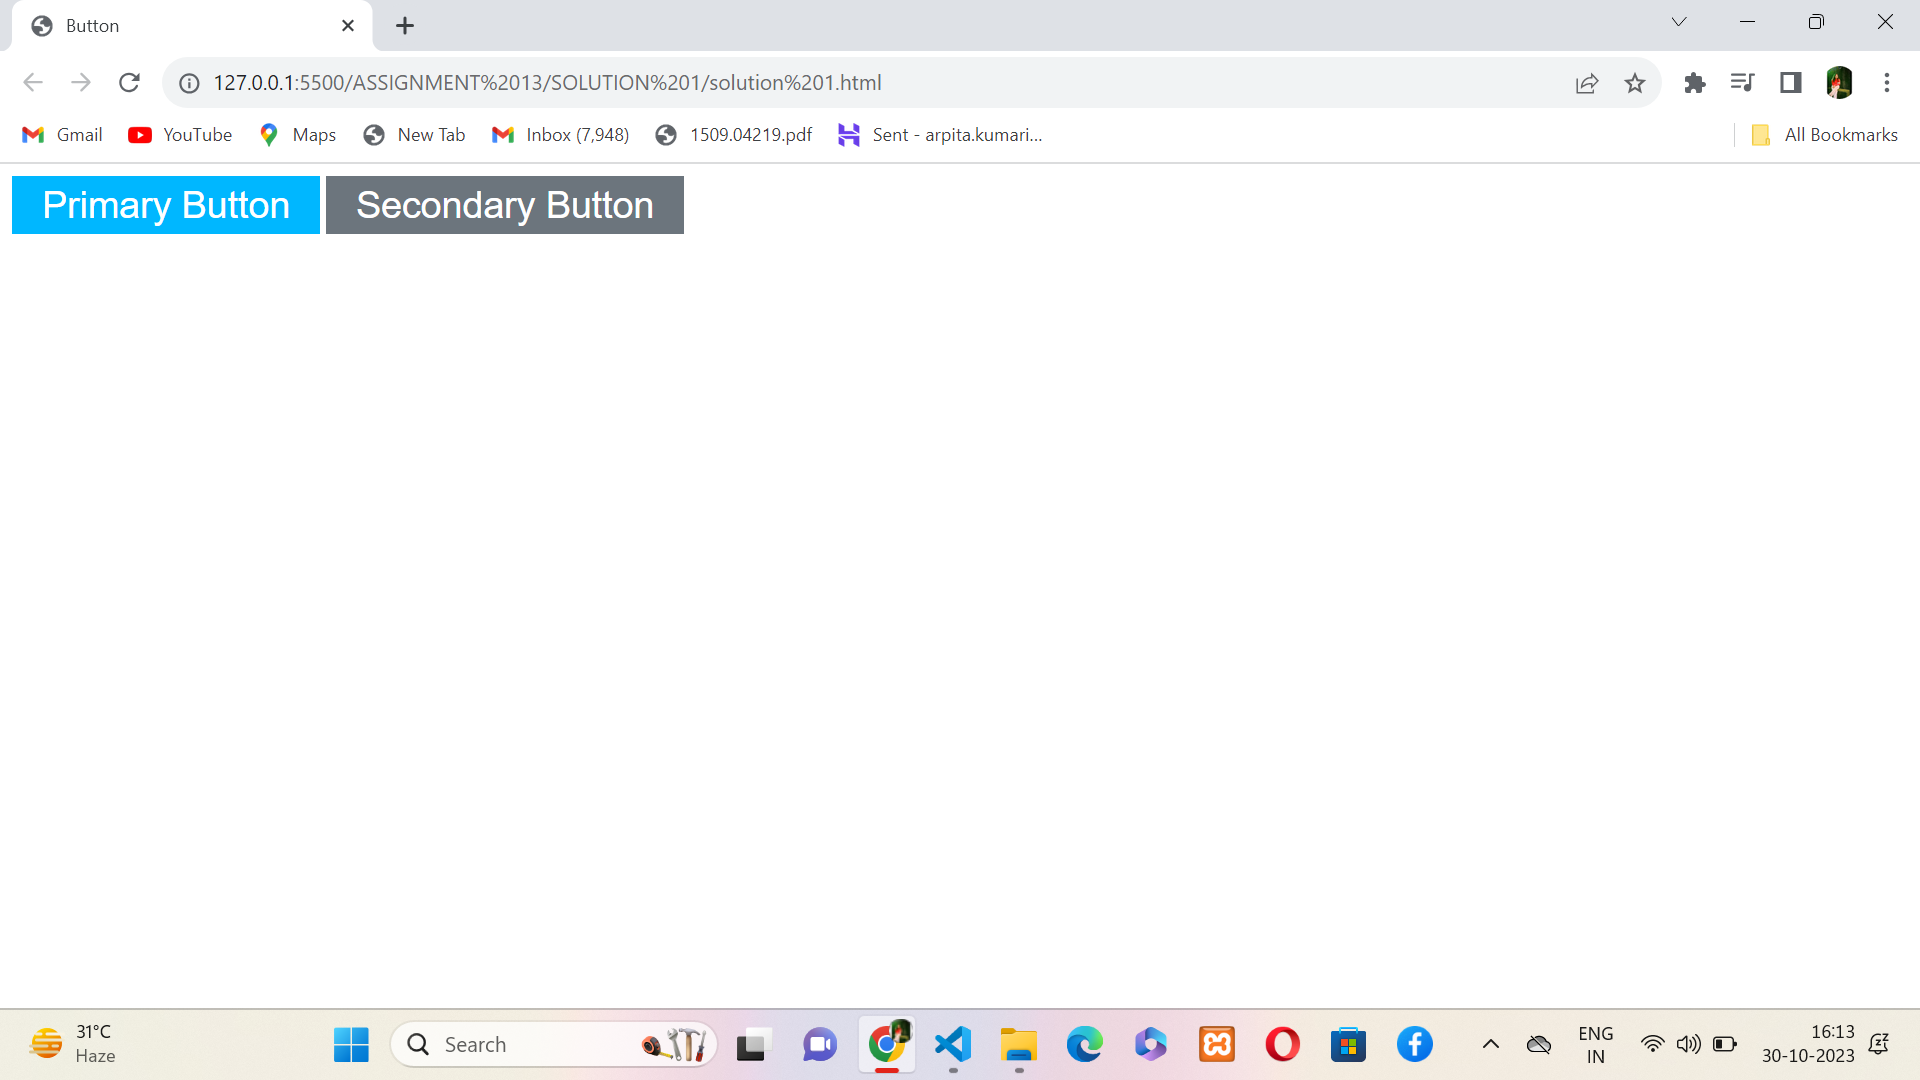 Button
127.0.0.1:5500/ASSIGNMENT%2013/SOLUTION%201/solution%201.html
Gmail YouTube Maps New Tab Inbox (7,948) 1509.04219.pdf Sent - arpita.kumari... All Bookmarks
Primary Button Secondary Button
31°C
Haze
Search
ENG
IN
16:13
30-10-2023